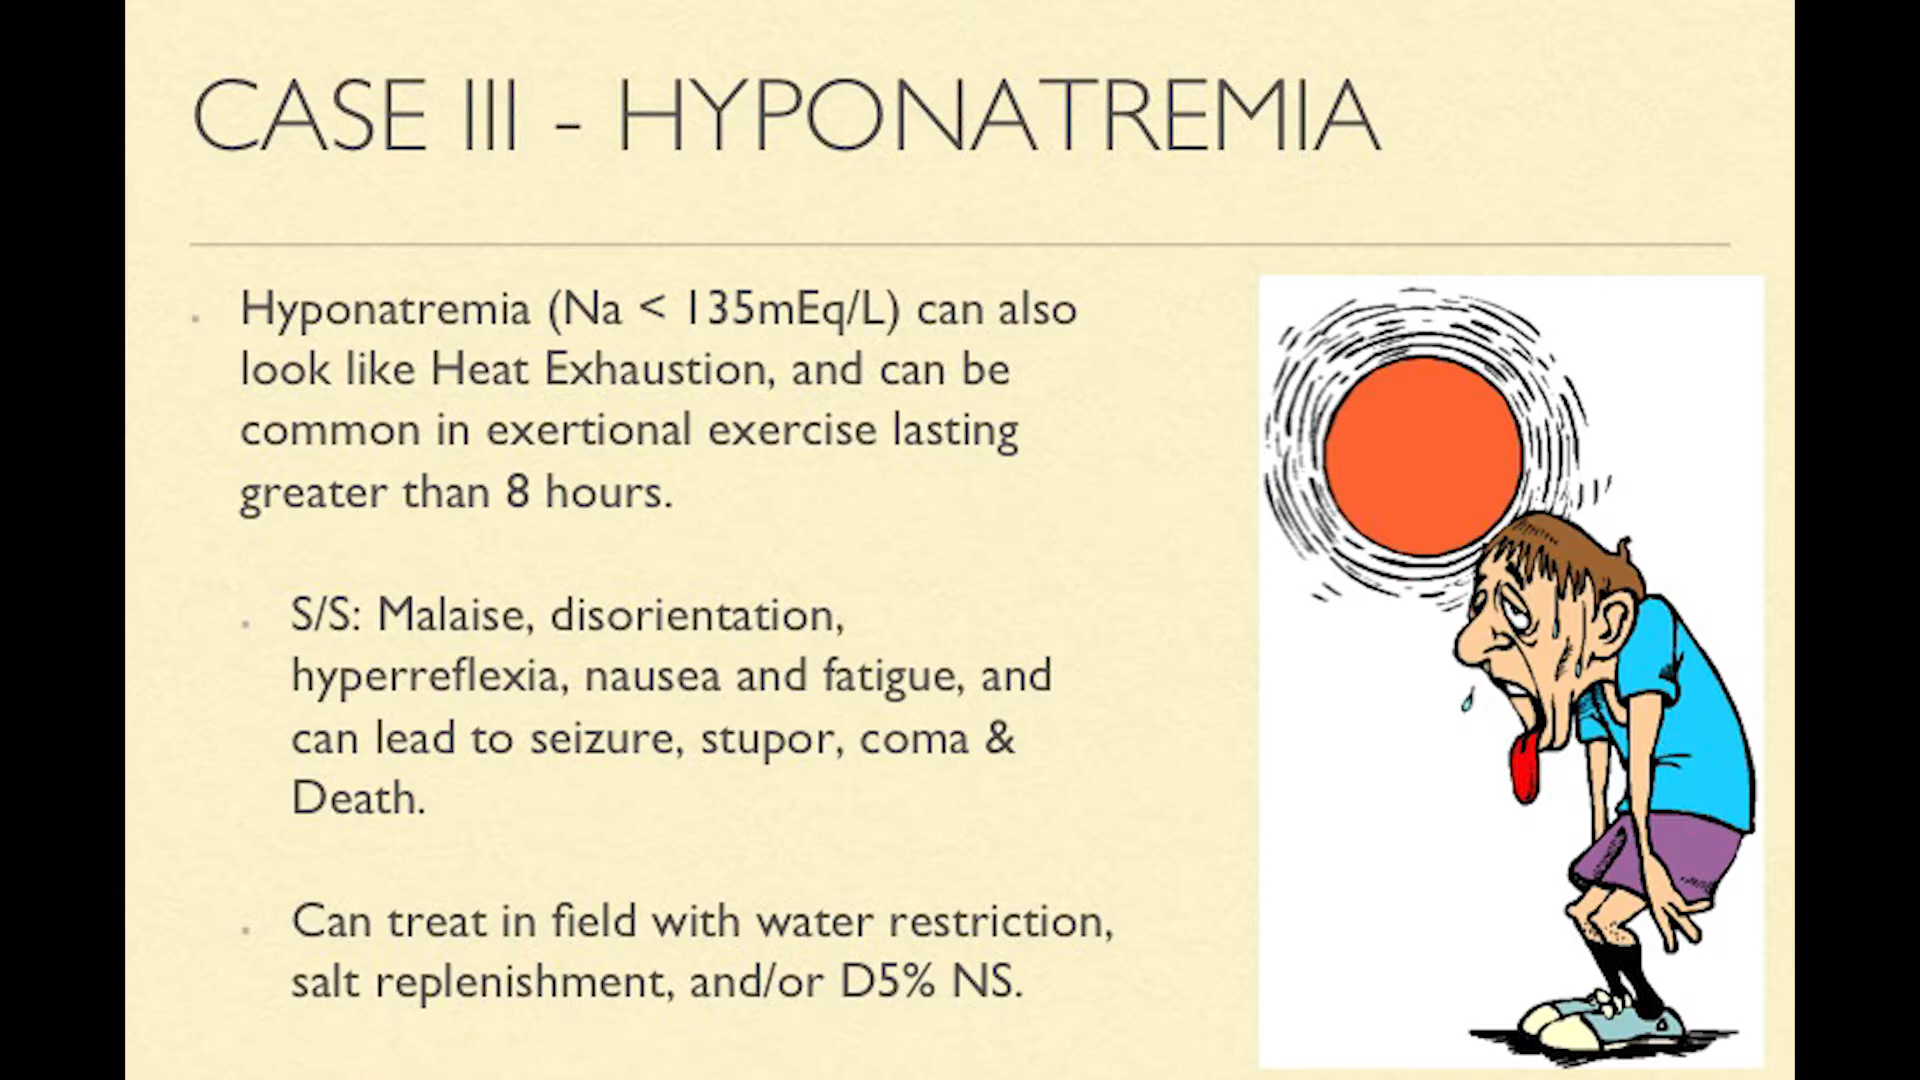 CASE III - HYPONATREMIA
Hyponatremia (Na < 135mEq/L) can also
look like Heat Exhaustion, and can be
common in exertional exercise lasting
greater than 8 hours.
S/S: Malaise, disorientation,
hyperreflexia, nausea and fatigue, and
can lead to seizure, stupor, coma &
Death.
Can treat in field with water restriction,
salt replenishment, and/or D5% NS.